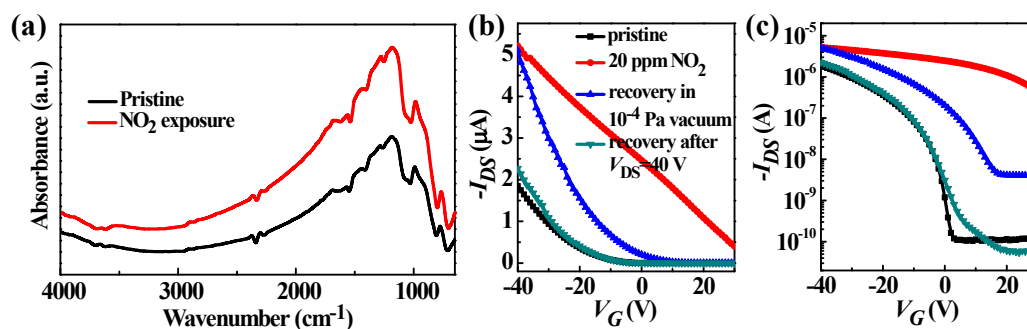 (a)
Absorbance (a.u.)
Pristine
NO2 exposure
4000 3000 2000 1000
Wavenumber (cm-1)
(b)
-IDS (μA)
5
4
3
2
1
0
pristine
20 ppm NO2
recovery in
10-4 Pa vacuum
recovery after
VDS=40 V
-40 -20 0 20
VG (V)
(c)
-IDS (A)
10-5
10-6
10-7
10-8
10-9
10-10
-40 -20 0 20
VG (V)